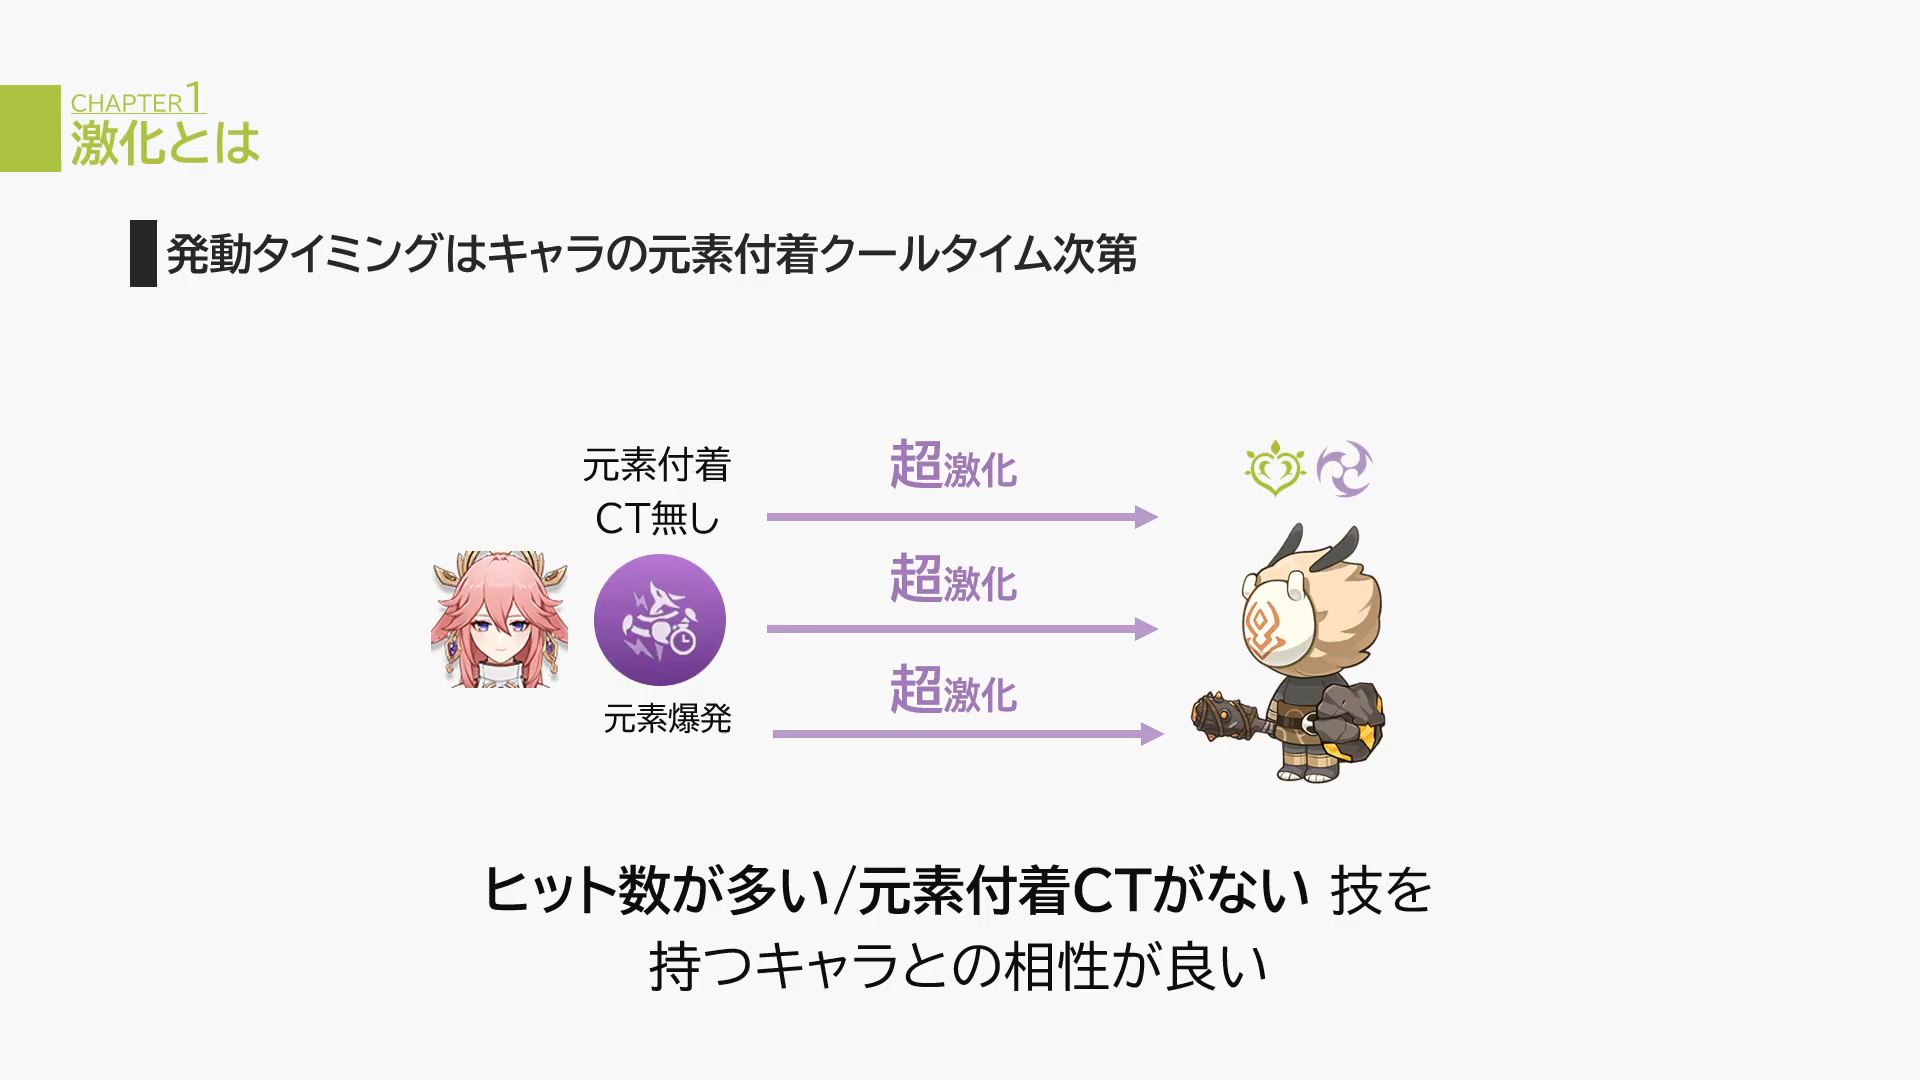 CHAPTER1
激化とは
発動タイミングはキャラの元素付着クールタイム次第
元素付着
CT無し
元素爆発
超激化
超激化
超激化
ヒット数が多い/元素付着CTがない 技を
持つキャラとの相性が良い